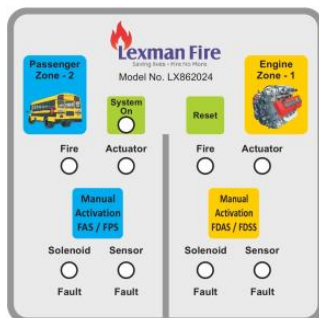 Lexman Fire
Saving lives - Fire No More
Model No. LX862024
Passenger
Zone - 2
System
On
Reset
Engine
Zone - 1
Fire Actuator
Fire Actuator
Manual
Activation
FAS / FPS
Manual
Activation
FDAS / FDSS
Solenoid Sensor
Solenoid Sensor
Fault Fault
Fault Fault